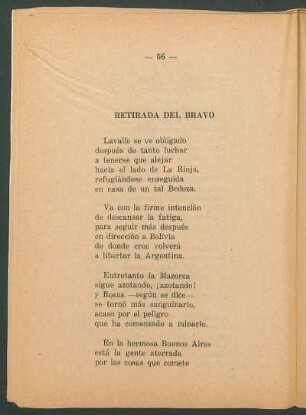 — 56 —
RETIRADA DEL BRAVO
Lavalle se ve obligado
después de tanto luchar
a tenerse que alejar
hacia el lado de La Rioja,
refugiándose enseguida
en casa de un tal Bedoza.
Va con la firme intención
de descansar la fatiga,
para seguir más después
en dirección a Bolivia
de donde cree volverá
a libertar la Argentina.
Entretanto la Mazorca
sigue azotando, ¡azotando!
y Rosas —según se dice—
se tornó más sanguinario,
acaso por el peligro
que ha comenzado a minarlo.
En la hermosa Buenos Aires
está la gente aterrada
por las cosas que comete